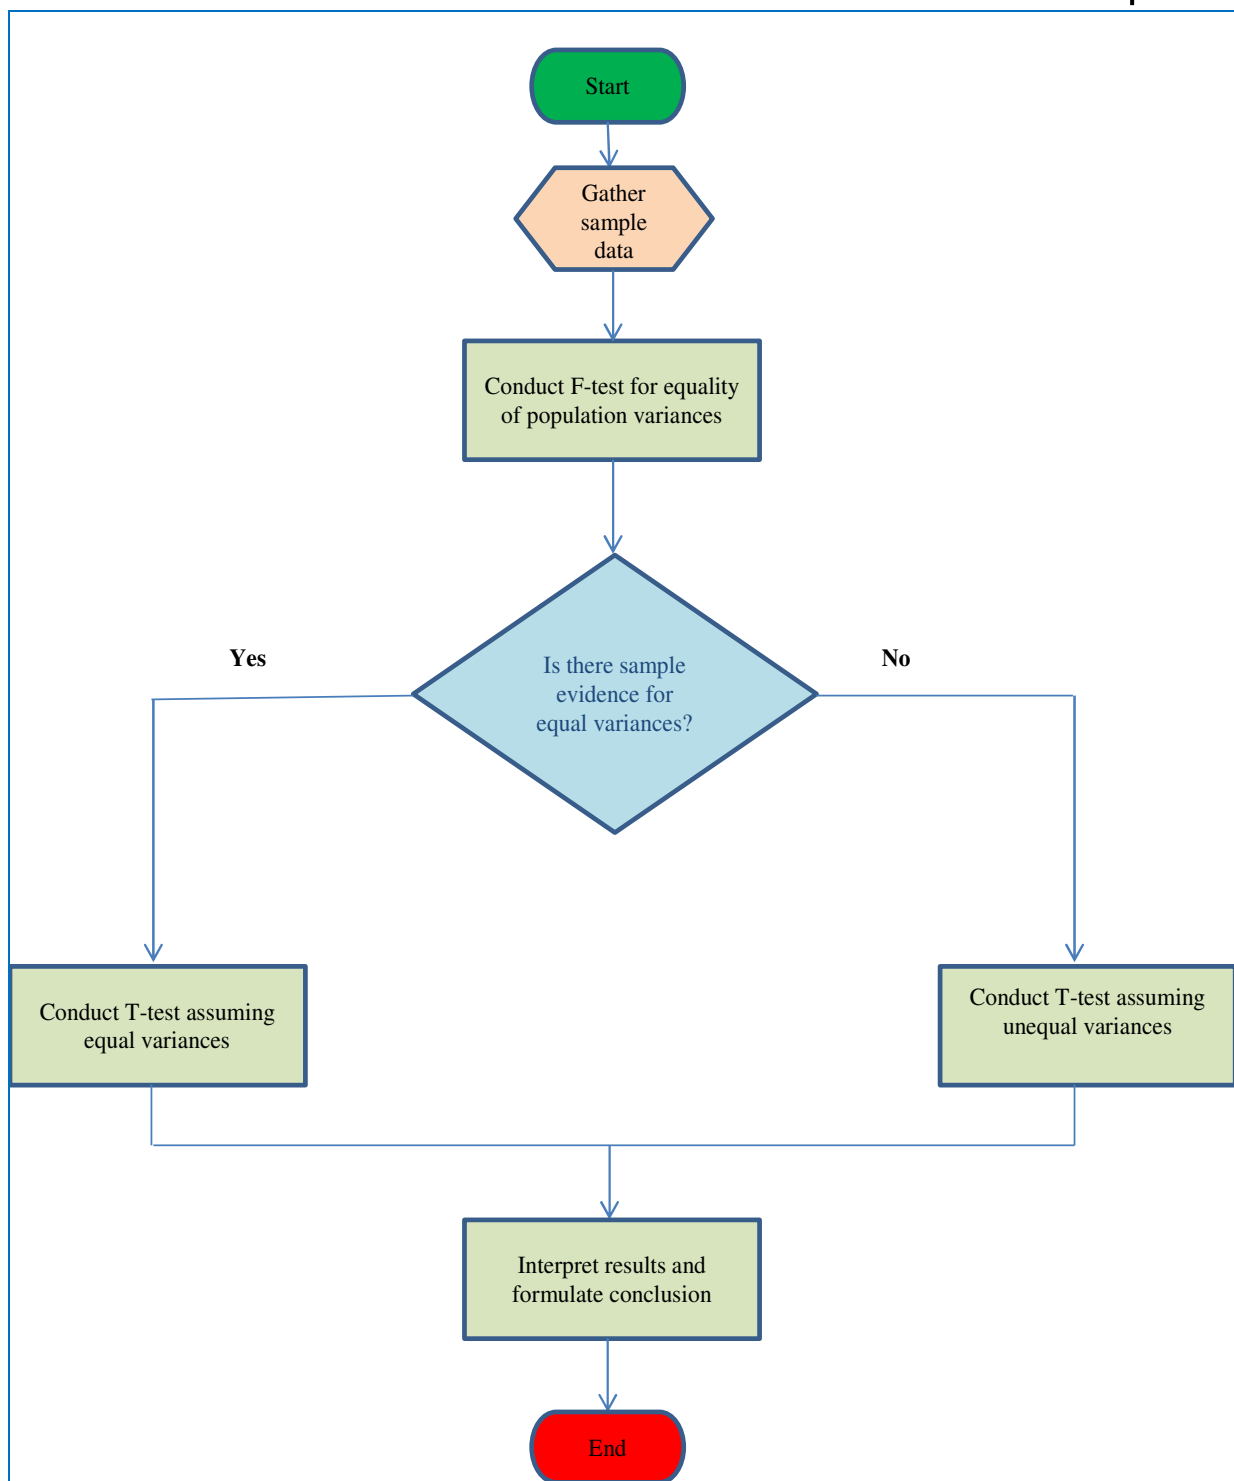 Start
Gather
sample
data
Conduct F-test for equality
of population variances
Yes
No
Is there sample
evidence for
equal variances?
Conduct T-test assuming
equal variances
Conduct T-test assuming
unequal variances
Interpret results and
formulate conclusion
End